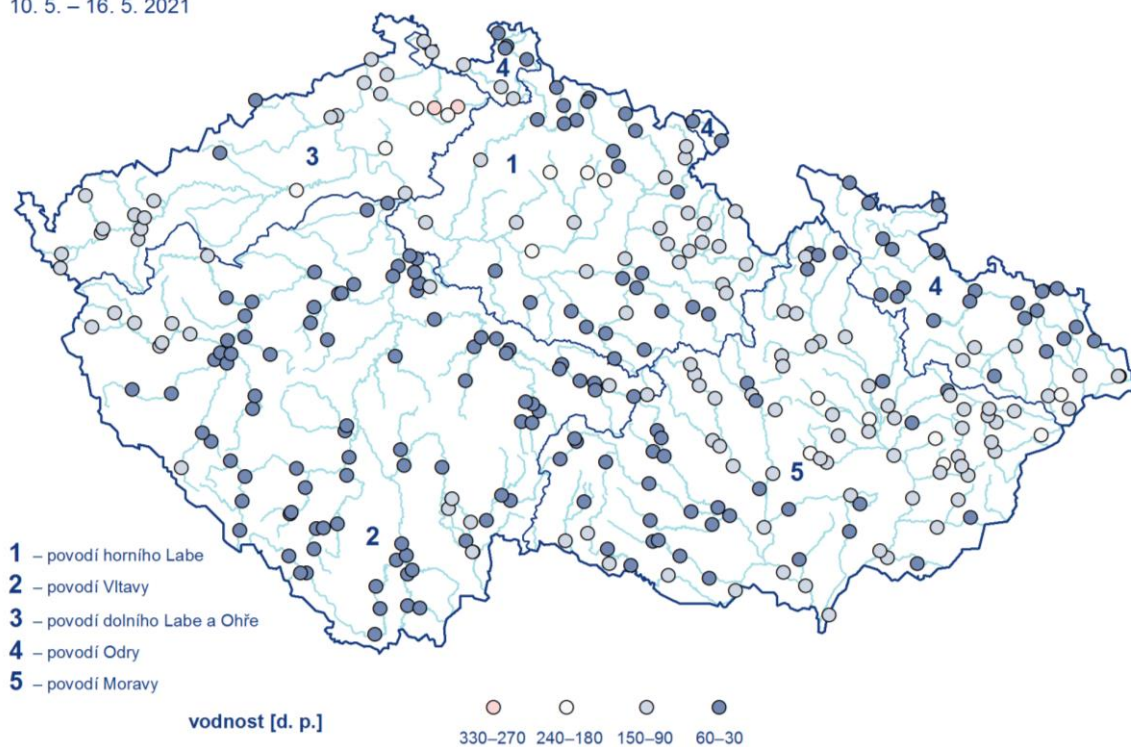 10. 5. – 16. 5. 2021
4
4
3
1
4
5
2
1 – povodí horního Labe
2 – povodí Vltavy
3 – povodí dolního Labe a Ohře
4 – povodí Odry
5 – povodí Moravy
vodnost [d. p.]
330–270 240–180 150–90 60–30